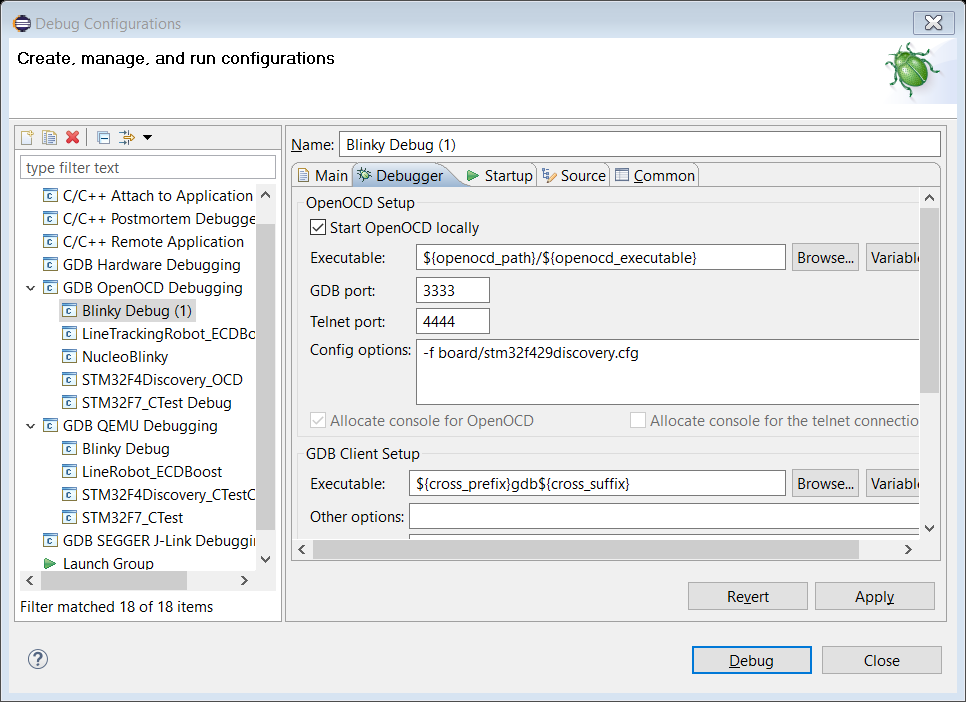 Debug Configurations
Create, manage, and run configurations
type filter text
C/C++ Attach to Application
C/C++ Postmortem Debugge
C/C++ Remote Application
GDB Hardware Debugging
GDB OpenOCD Debugging
Blinky Debug (1)
LineTrackingRobot_ECDBo
NucleoBlinky
STM32F4Discovery_OCD
STM32F7_CTest Debug
GDB QEMU Debugging
Blinky Debug
LineRobot_ECDBoost
STM32F4Discovery_CTestC
STM32F7_CTest
GDB SEGGER J-Link Debuggi
Launch Group
Filter matched 18 of 18 items
Name: Blinky Debug (1)
Main Debugger Startup Source Common
OpenOCD Setup
Start OpenOCD locally
Executable: ${openocd_path}/${openocd_executable} Browse... Variabl
GDB port: 3333
Telnet port: 4444
Config options: -f board/stm32f429discovery.cfg
Allocate console for OpenOCD Allocate console for the telnet connectio
GDB Client Setup
Executable: ${cross_prefix}gdb${cross_suffix} Browse... Variabl
Other options:
Revert Apply
? Debug Close